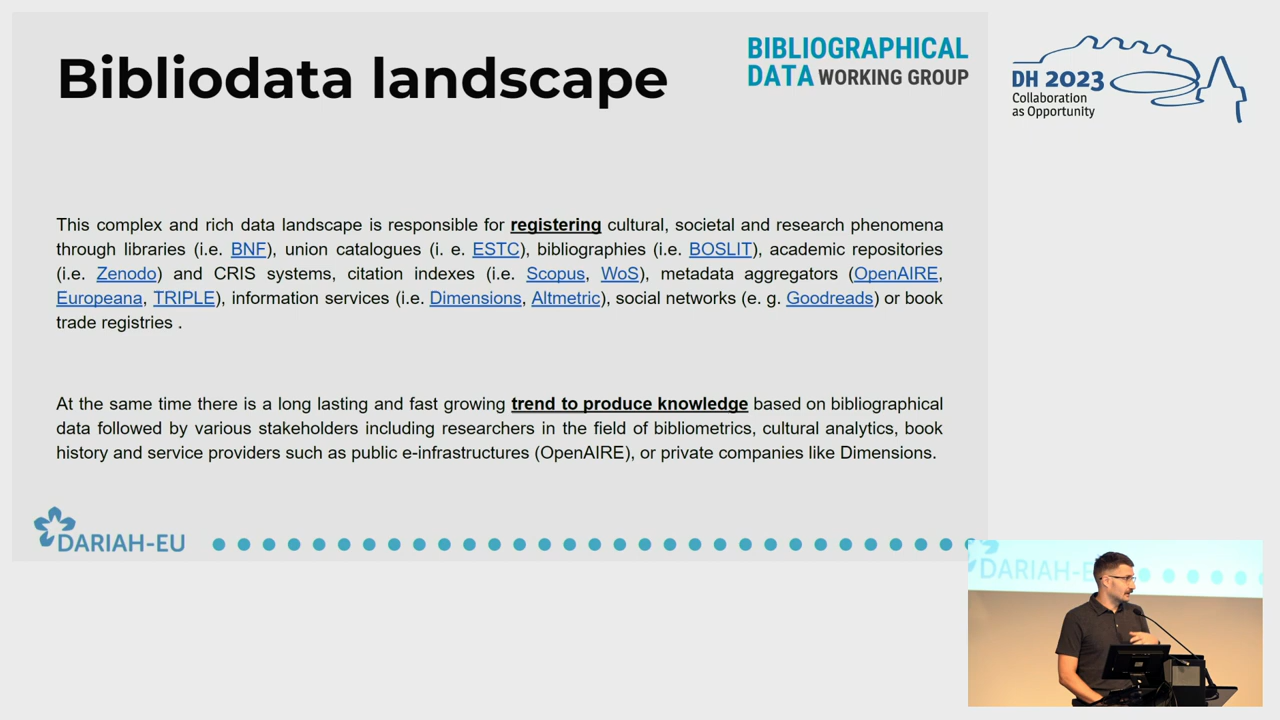 Bibliodata landscape
BIBLIOGRAPHICAL
DATA WORKING GROUP
DH 2023
Collaboration
as Opportunity
This complex and rich data landscape is responsible for registering cultural, societal and research phenomena
through libraries (i.e. BNF), union catalogues (i. e. ESTC), bibliographies (i.e. BOSLIT), academic repositories
(i.e. Zenodo) and CRIS systems, citation indexes (i.e. Scopus, WoS), metadata aggregators (OpenAIRE,
Europeana, TRIPLE), information services (i.e. Dimensions, Altmetric), social networks (e. g. Goodreads) or book
trade registries .
At the same time there is a long lasting and fast growing trend to produce knowledge based on bibliographical
data followed by various stakeholders including researchers in the field of bibliometrics, cultural analytics, book
history and service providers such as public e-infrastructures (OpenAIRE), or private companies like Dimensions.
DARIAH-EU
DARIAH-E